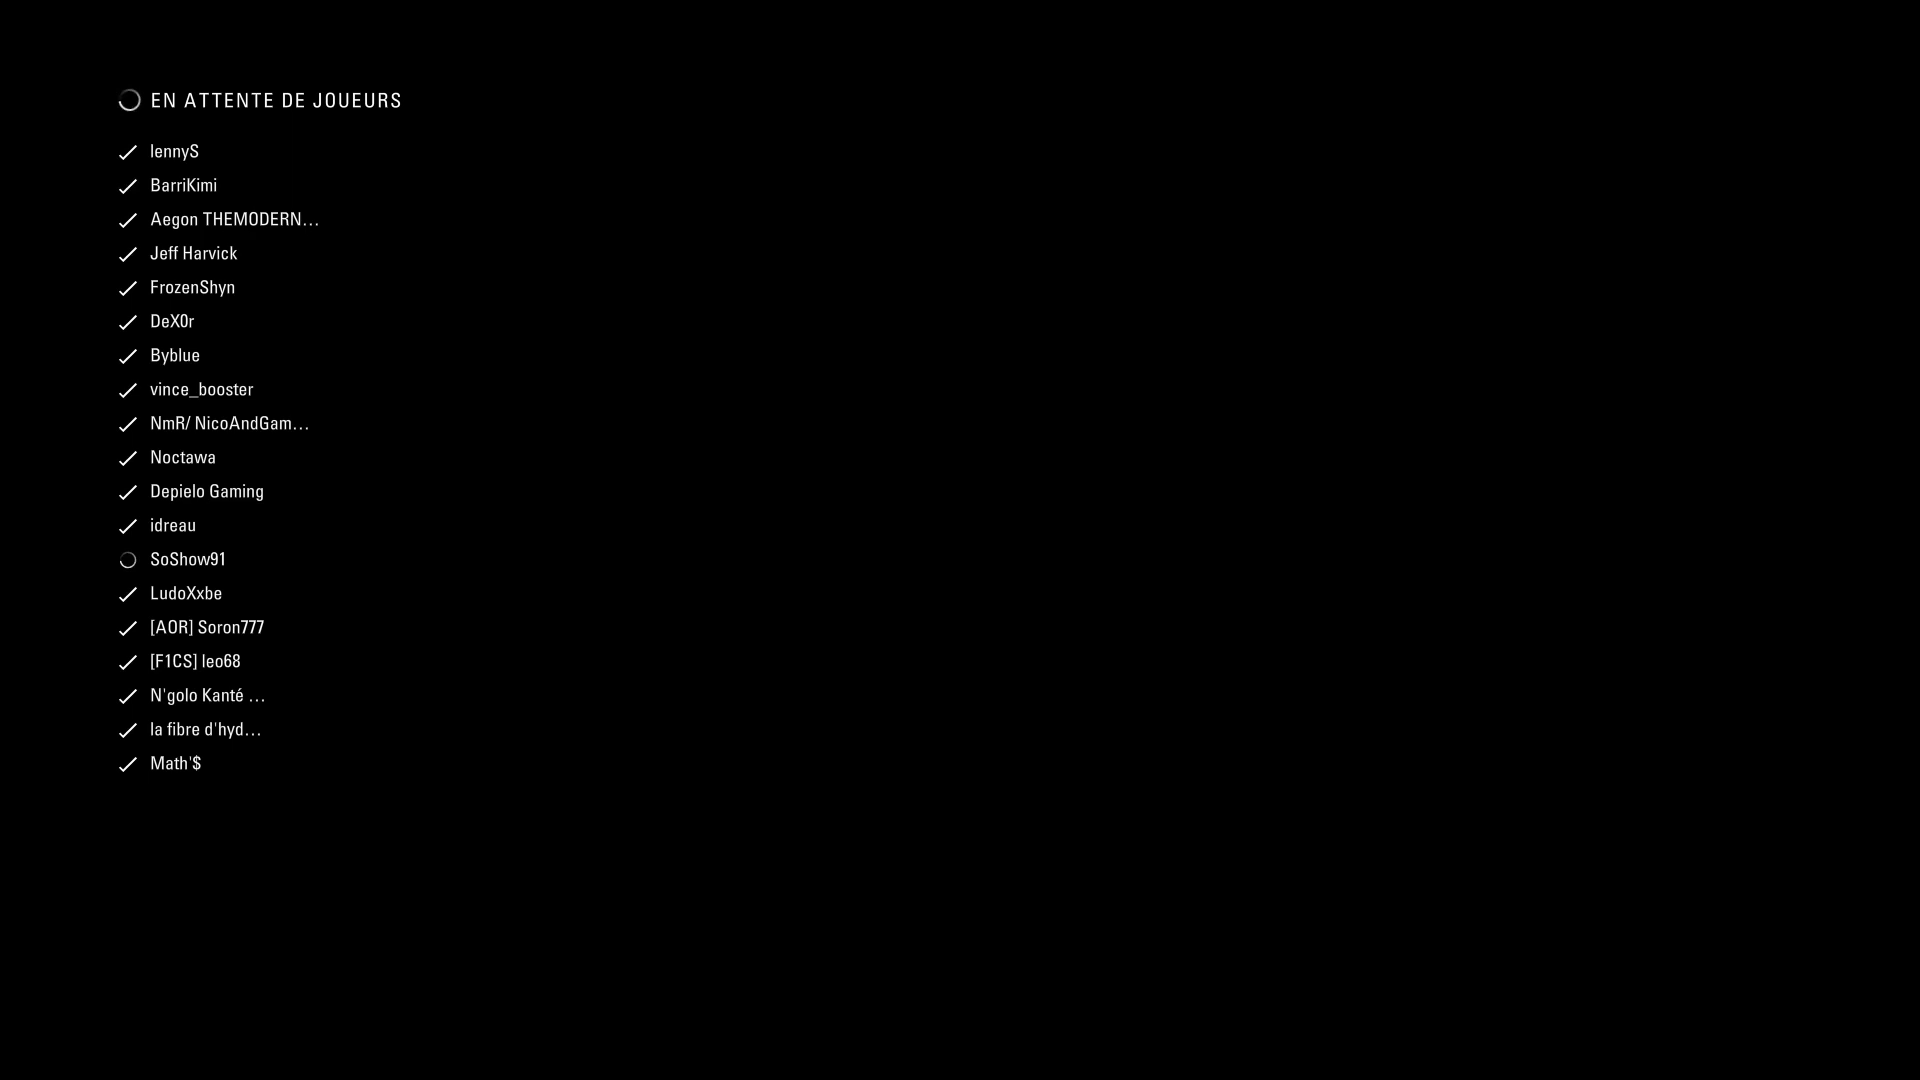 EN ATTENTE DE JOUEURS
lennyS
BarriKimi
Aegon THEMODERN...
Jeff Harvick
FrozenShyn
DeX0r
Byblue
vince_booster
NmR/ NicoAndGam...
Noctawa
Depielo Gaming
idreau
SoShow91
LudoXxbe
[AOR] Soron777
[F1CS] leo68
N'golo Kanté ...
la fibre d'hyd...
Math'$